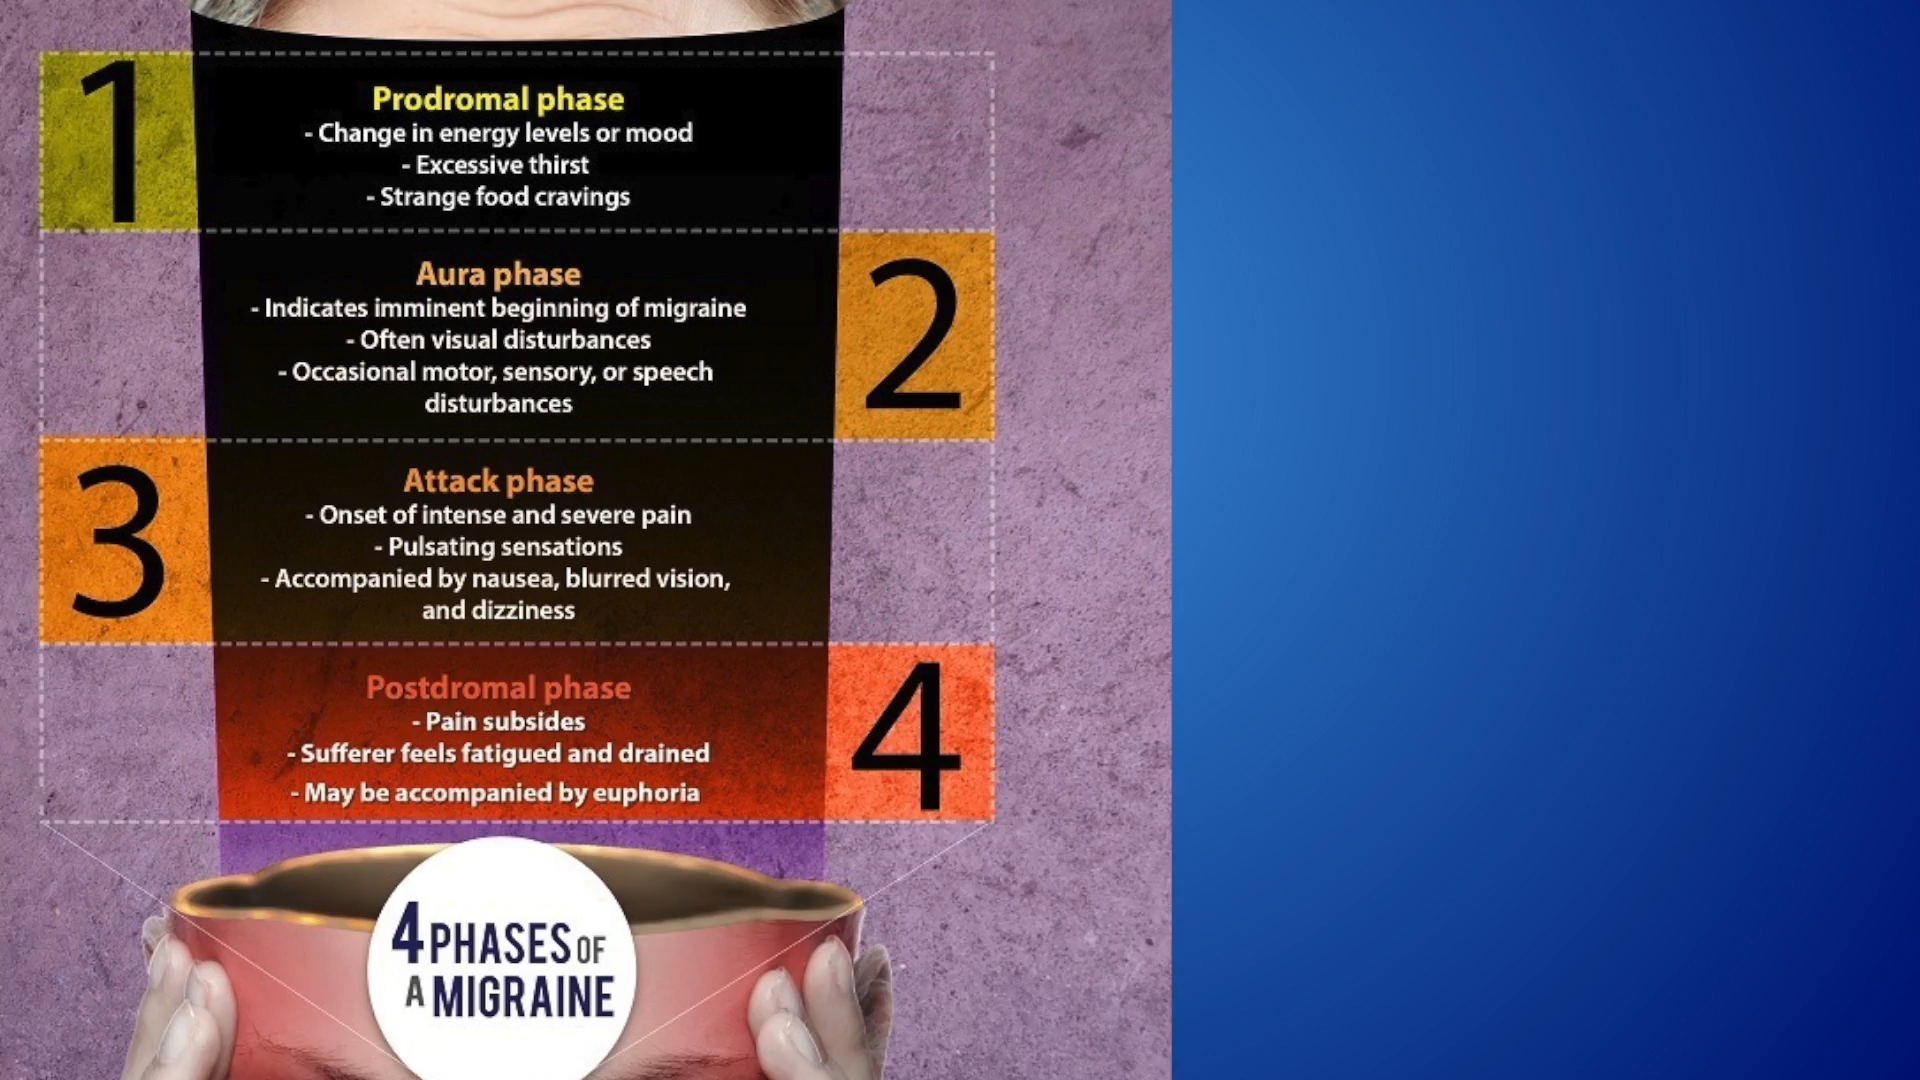 1
Prodromal phase
- Change in energy levels or mood
- Excessive thirst
- Strange food cravings
2
Aura phase
- Indicates imminent beginning of migraine
- Often visual disturbances
- Occasional motor, sensory, or speech
disturbances
3
Attack phase
- Onset of intense and severe pain
- Pulsating sensations
- Accompanied by nausea, blurred vision,
and dizziness
4
Postdromal phase
- Pain subsides
- Sufferer feels fatigued and drained
- May be accompanied by euphoria
4 PHASES OF
A MIGRAINE